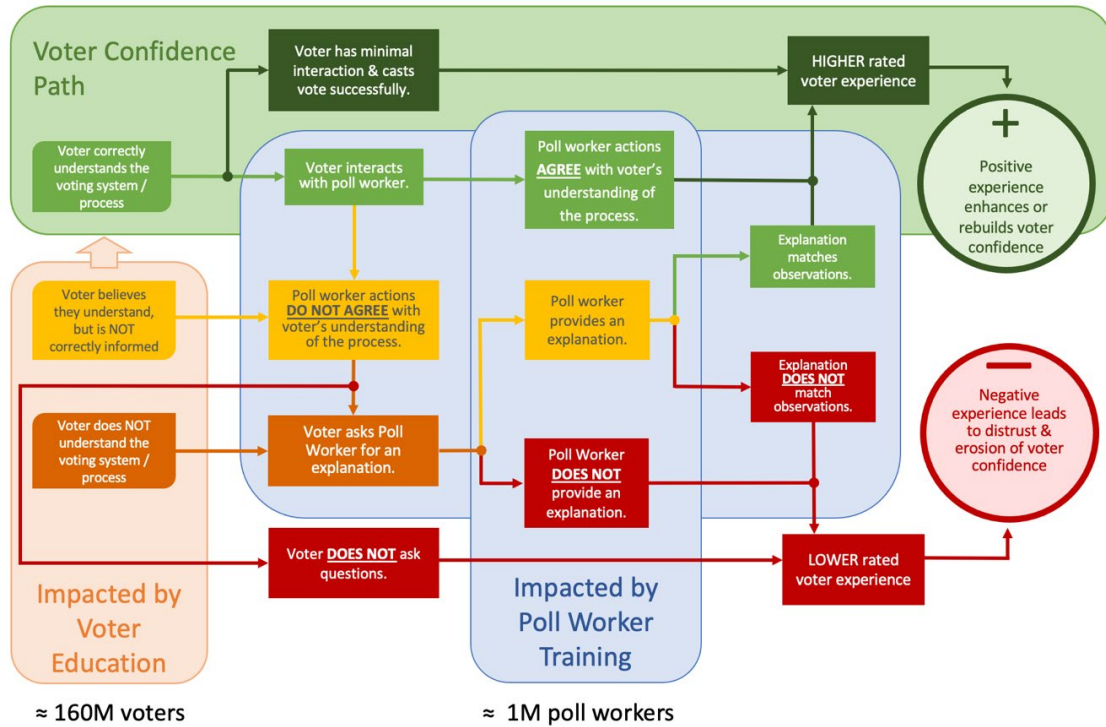 Voter Confidence
Path
Voter has minimal
interaction & casts
vote successfully.
HIGHER rated
voter experience
Voter correctly
understands the
voting system /
process
Voter interacts
with poll worker.
Poll worker actions
AGREE with voter's
understanding of
the process.
+
Positive
experience
enhances or
rebuilds voter
confidence
Explanation
matches
observations.
Voter believes
they understand,
but is NOT
correctly informed
Poll worker actions
DO NOT AGREE with
voter's understanding
of the process.
Poll worker
provides an
explanation.
Explanation
DOES NOT
match
observations.
Negative
experience leads
to distrust &
erosion of voter
confidence
Voter does NOT
understand the
voting system /
process
Voter asks Poll
Worker for an
explanation.
Poll Worker
DOES NOT
provide an
explanation.
Voter DOES NOT ask
questions.
LOWER rated
voter experience
Impacted by
Voter
Education
Impacted by
Poll Worker
Training
≈ 160M voters
≈ 1M poll workers